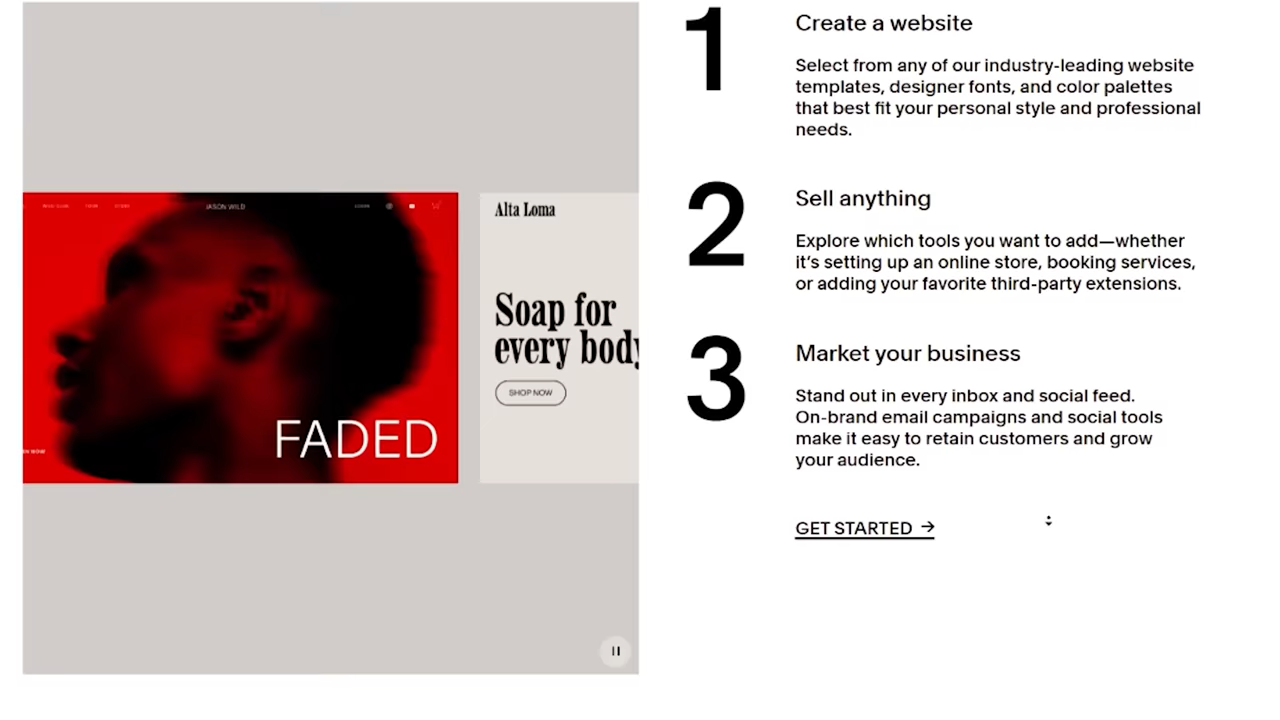 JASON WILD
FADED
Alta Loma
Soap for
every body
SHOP NOW
1
Create a website
Select from any of our industry-leading website
templates, designer fonts, and color palettes
that best fit your personal style and professional
needs.
2
Sell anything
Explore which tools you want to add—whether
it’s setting up an online store, booking services,
or adding your favorite third-party extensions.
3
Market your business
Stand out in every inbox and social feed.
On-brand email campaigns and social tools
make it easy to retain customers and grow
your audience.
GET STARTED →